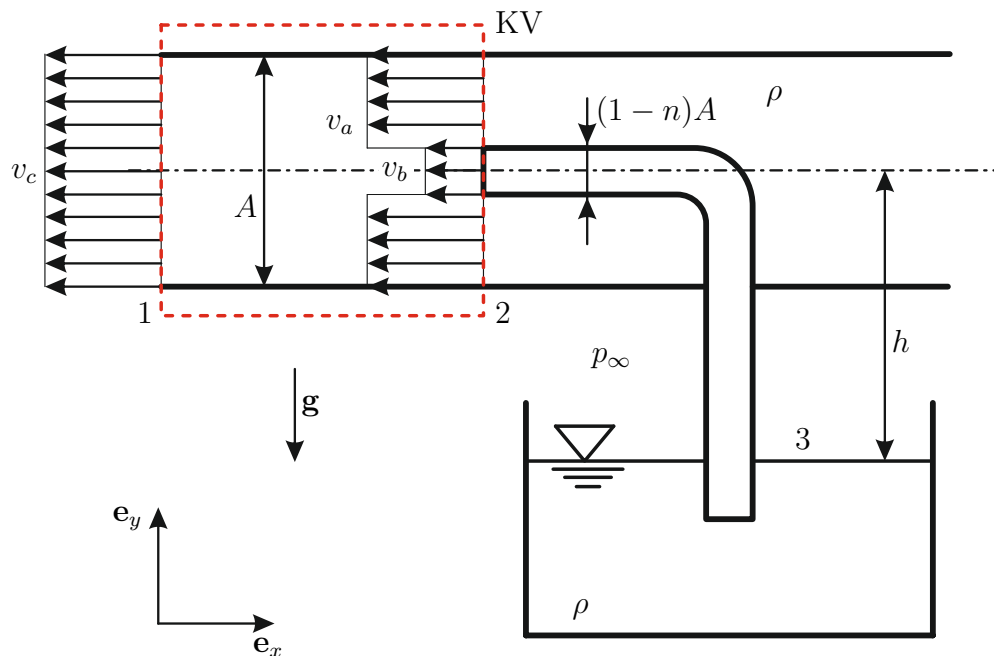 KV
ρ
(1 − n)A
v_a
v_c
v_b
A
1
2
h
p_∞
g
3
e_y
ρ
e_x